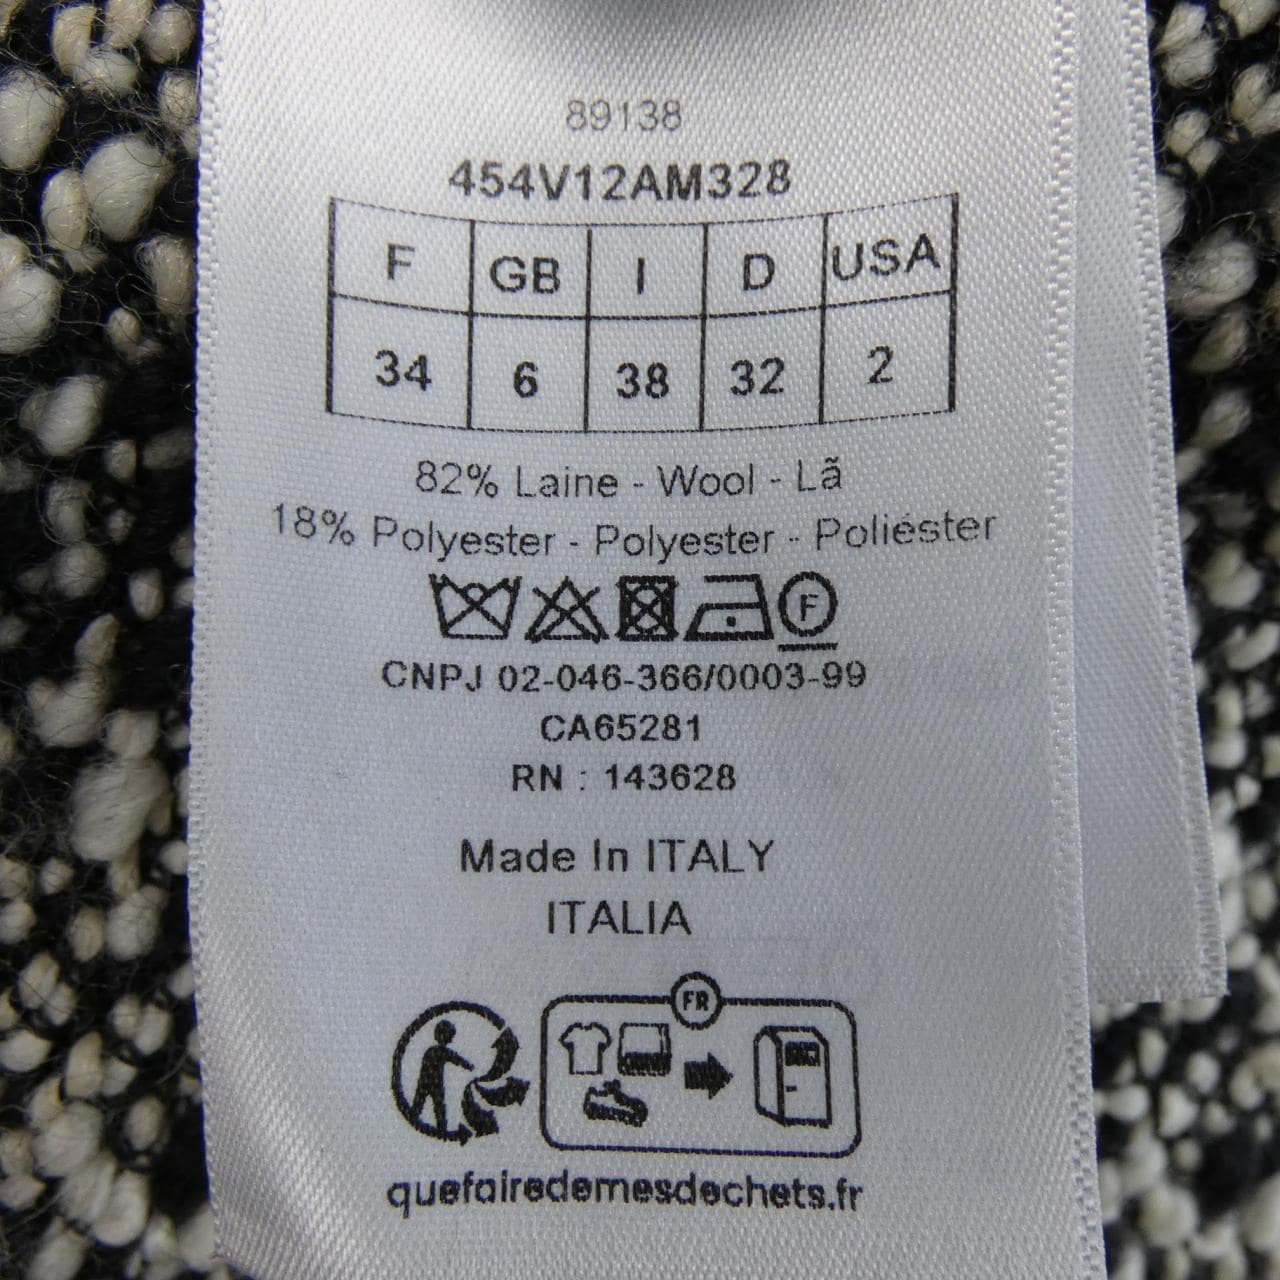 89138
454V12AM328
F GB I D USA
34 6 38 32 2
82% Laine - Wool - Lã
18% Polyester - Polyester - Poliéster
F
CNPJ 02-046-366/0003-99
CA65281
RN : 143628
Made In ITALY
ITALIA
FR
quefairedemesdechets.fr